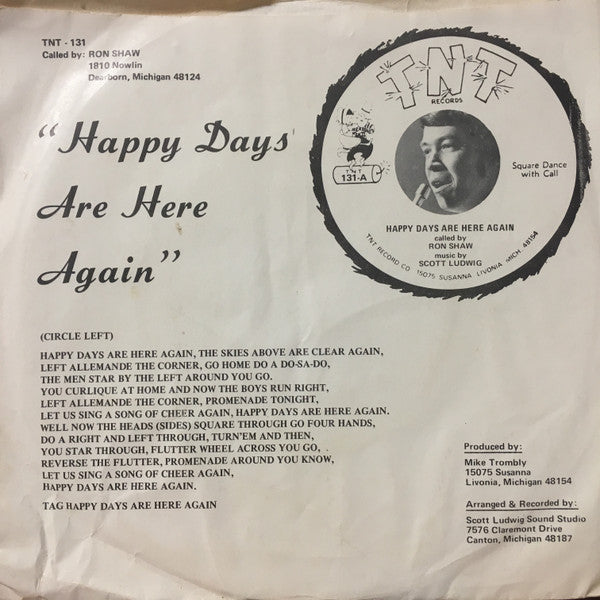 TNT - 131
Called by: RON SHAW
1810 Nowlin
Dearborn, Michigan 48124
"Happy Days
Are Here
Again"
TNT
RECORDS
TNT
131-A
Square Dance
with Call
HAPPY DAYS ARE HERE AGAIN
called by
RON SHAW
music by
SCOTT LUDWIG
TNT RECORD CO 15075 SUSANNA LIVONIA MICH. 48154
(CIRCLE LEFT)
HAPPY DAYS ARE HERE AGAIN, THE SKIES ABOVE ARE CLEAR AGAIN,
LEFT ALLEMANDE THE CORNER, GO HOME DO A DO-SA-DO,
THE MEN STAR BY THE LEFT AROUND YOU GO.
YOU CURLIQUE AT HOME AND NOW THE BOYS RUN RIGHT,
LEFT ALLEMANDE THE CORNER, PROMENADE TONIGHT,
LET US SING A SONG OF CHEER AGAIN, HAPPY DAYS ARE HERE AGAIN.
WELL NOW THE HEADS (SIDES) SQUARE THROUGH GO FOUR HANDS,
DO A RIGHT AND LEFT THROUGH, TURN'EM AND THEN,
YOU STAR THROUGH, FLUTTER WHEEL ACROSS YOU GO, .
REVERSE THE FLUTTER, PROMENADE AROUND YOU KNOW,
LET US SING A SONG OF CHEER AGAIN,
HAPPY DAYS ARE HERE AGAIN.
TAG HAPPY DAYS ARE HERE AGAIN
Produced by:
Mike Trombly
15075 Susanna
Livonia, Michigan 48154
Arranged & Recorded by:
Scott Ludwig Sound Studio
7576 Claremont Drive
Canton, Michigan 48187